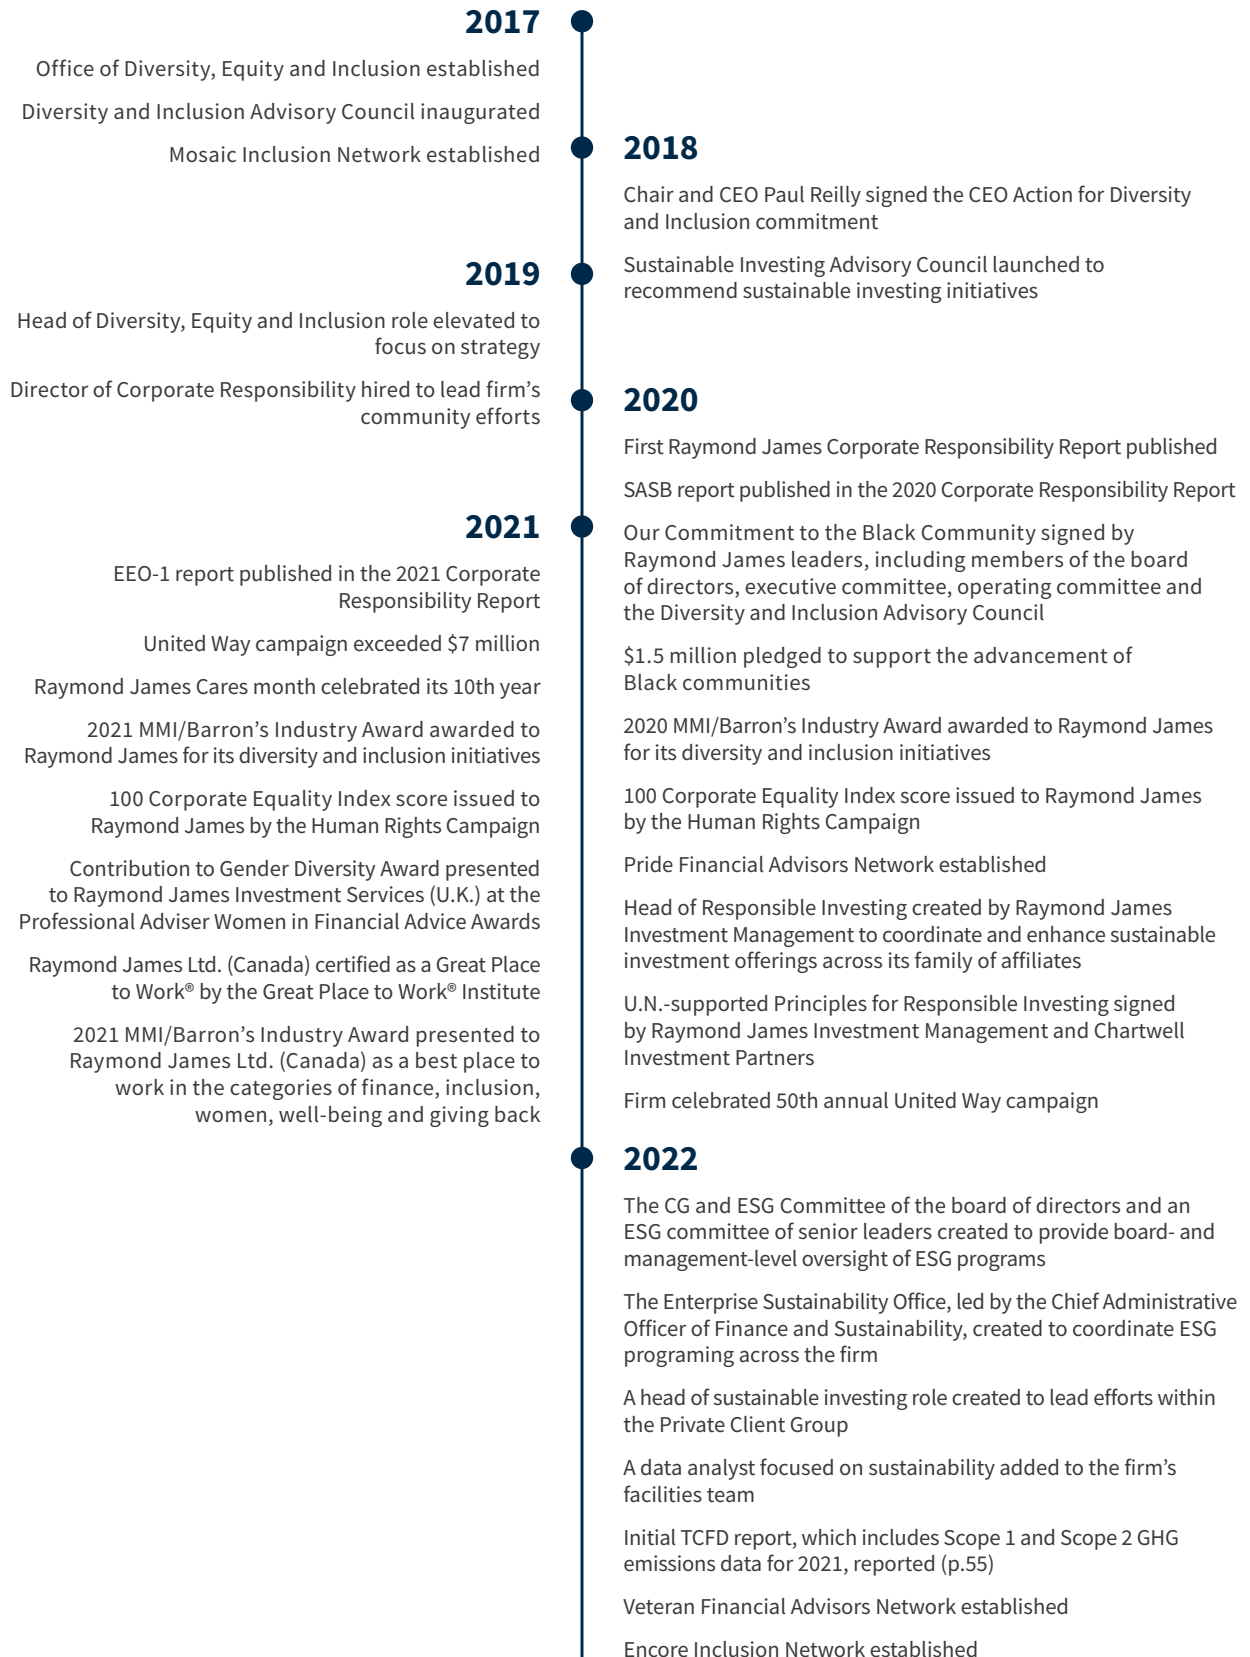 2017
Office of Diversity, Equity and Inclusion established
Diversity and Inclusion Advisory Council inaugurated
Mosaic Inclusion Network established
2018
Chair and CEO Paul Reilly signed the CEO Action for Diversity
and Inclusion commitment
Sustainable Investing Advisory Council launched to
recommend sustainable investing initiatives
2019
Head of Diversity, Equity and Inclusion role elevated to
focus on strategy
Director of Corporate Responsibility hired to lead firm’s
community efforts
2020
First Raymond James Corporate Responsibility Report published
SASB report published in the 2020 Corporate Responsibility Report
Our Commitment to the Black Community signed by
Raymond James leaders, including members of the board
of directors, executive committee, operating committee and
the Diversity and Inclusion Advisory Council
$1.5 million pledged to support the advancement of
Black communities
2020 MMI/Barron’s Industry Award awarded to Raymond James
for its diversity and inclusion initiatives
100 Corporate Equality Index score issued to Raymond James
by the Human Rights Campaign
Pride Financial Advisors Network established
Head of Responsible Investing created by Raymond James
Investment Management to coordinate and enhance sustainable
investment offerings across its family of affiliates
U.N.-supported Principles for Responsible Investing signed
by Raymond James Investment Management and Chartwell
Investment Partners
Firm celebrated 50th annual United Way campaign
2021
EEO-1 report published in the 2021 Corporate
Responsibility Report
United Way campaign exceeded $7 million
Raymond James Cares month celebrated its 10th year
2021 MMI/Barron’s Industry Award awarded to
Raymond James for its diversity and inclusion initiatives
100 Corporate Equality Index score issued to
Raymond James by the Human Rights Campaign
Contribution to Gender Diversity Award presented
to Raymond James Investment Services (U.K.) at the
Professional Adviser Women in Financial Advice Awards
Raymond James Ltd. (Canada) certified as a Great Place
to Work® by the Great Place to Work® Institute
2021 MMI/Barron’s Industry Award presented to
Raymond James Ltd. (Canada) as a best place to
work in the categories of finance, inclusion,
women, well-being and giving back
2022
The CG and ESG Committee of the board of directors and an
ESG committee of senior leaders created to provide board- and
management-level oversight of ESG programs
The Enterprise Sustainability Office, led by the Chief Administrative
Officer of Finance and Sustainability, created to coordinate ESG
programing across the firm
A head of sustainable investing role created to lead efforts within
the Private Client Group
A data analyst focused on sustainability added to the firm’s
facilities team
Initial TCFD report, which includes Scope 1 and Scope 2 GHG
emissions data for 2021, reported (p.55)
Veteran Financial Advisors Network established
Encore Inclusion Network established